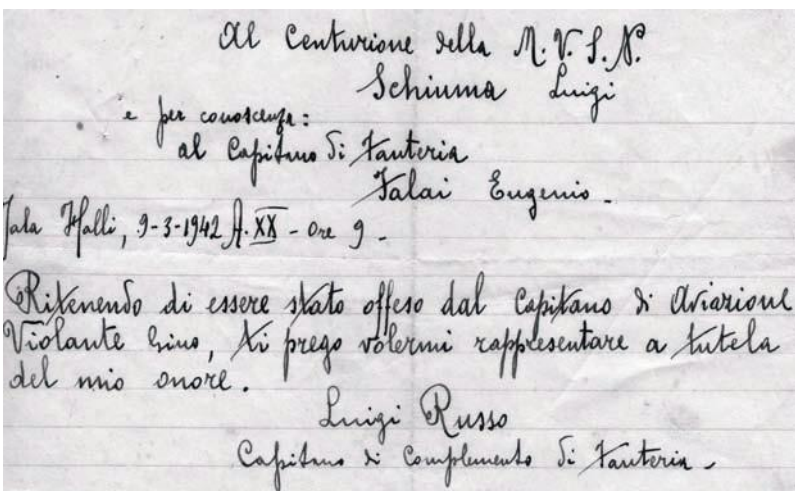 Al Centurione della M.V.S.N.
Schiuma Luigi
e per conoscenza:
al Capitano di Fanteria
Falai Eugenio -
Jala Halli, 9-3-1942 A. XX - Ore 9 -
Ritenendo di essere stato offeso dal Capitano di Aviazione
Violante Gino, ti prego volermi rappresentare a tutela
del mio onore.
Luigi Russo
Capitano di Complemento di Fanteria -